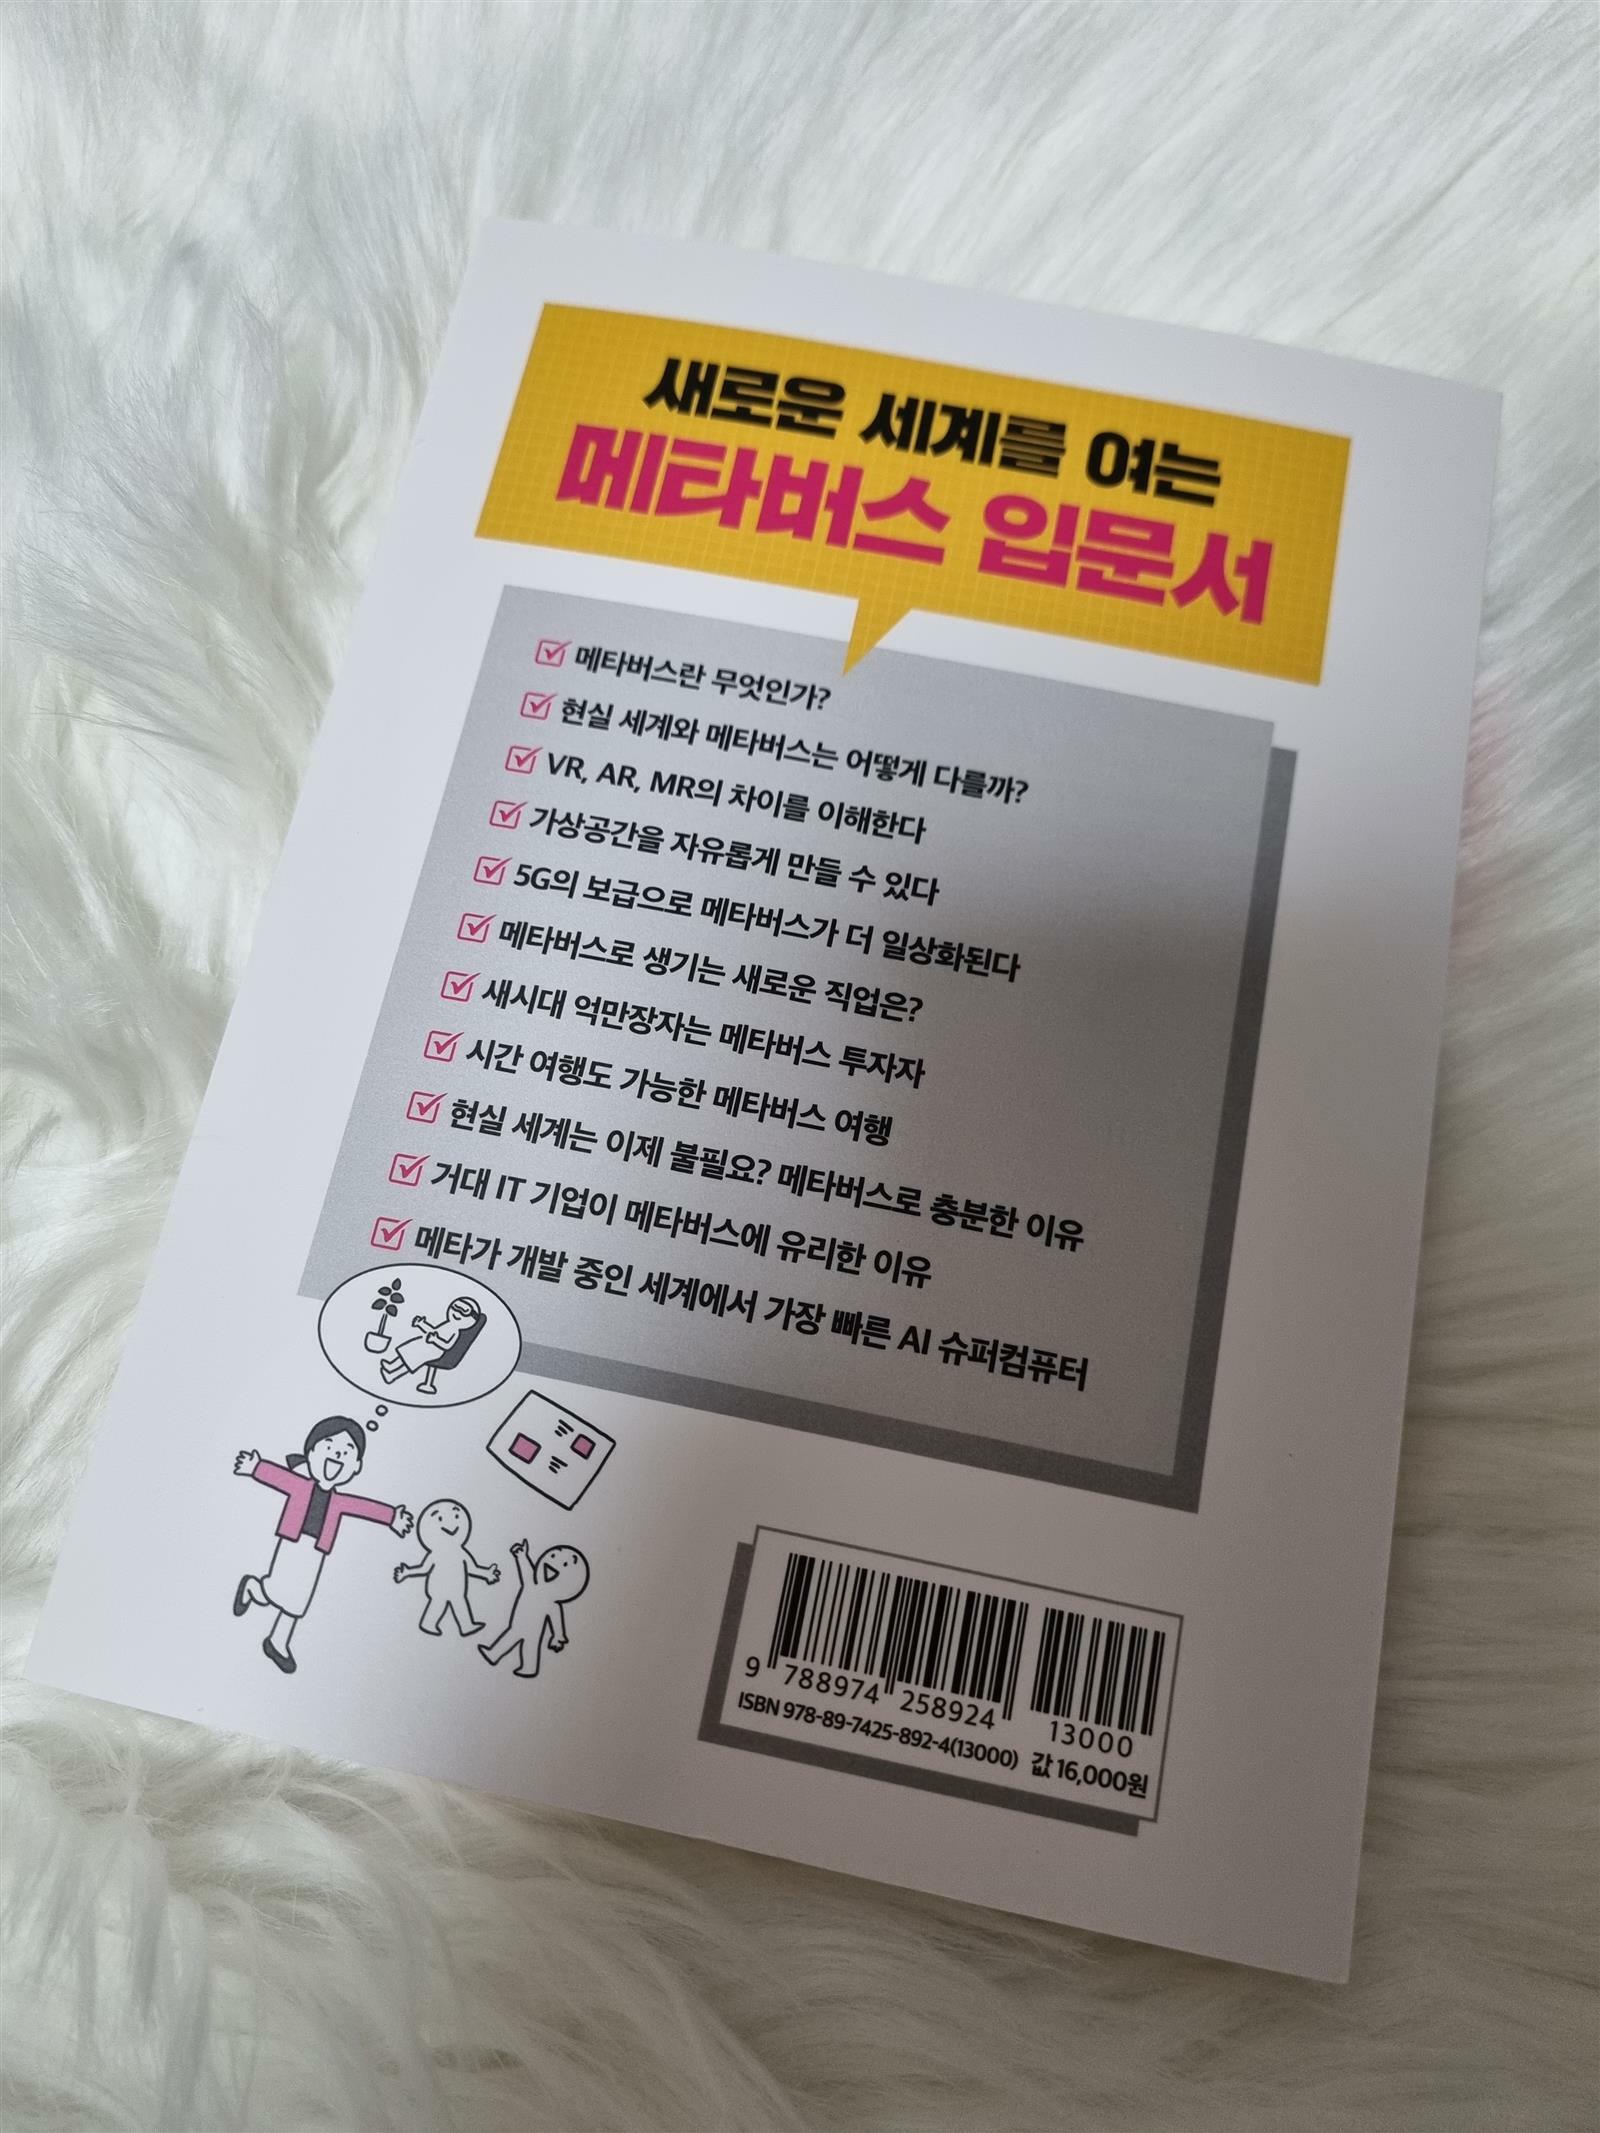 새로운 세계를 여는
메타버스 입문서
메타버스란 무엇인가?
현실 세계와 메타버스는 어떻게 다를까?
VR, AR, MR의 차이를 이해한다
가상공간을 자유롭게 만들 수 있다
5G의 보급으로 메타버스가 더 일상화된다
메타버스로 생기는 새로운 직업은?
새시대 억만장자는 메타버스 투자자
시간 여행도 가능한 메타버스 여행
현실 세계는 이제 불필요? 메타버스로 충분한 이유
거대 IT 기업이 메타버스에 유리한 이유
메타가 개발 중인 세계에서 가장 빠른 AI 슈퍼컴퓨터
9 788974 258924 13000
ISBN 978-89-7425-892-4(13000) 값 16,000원